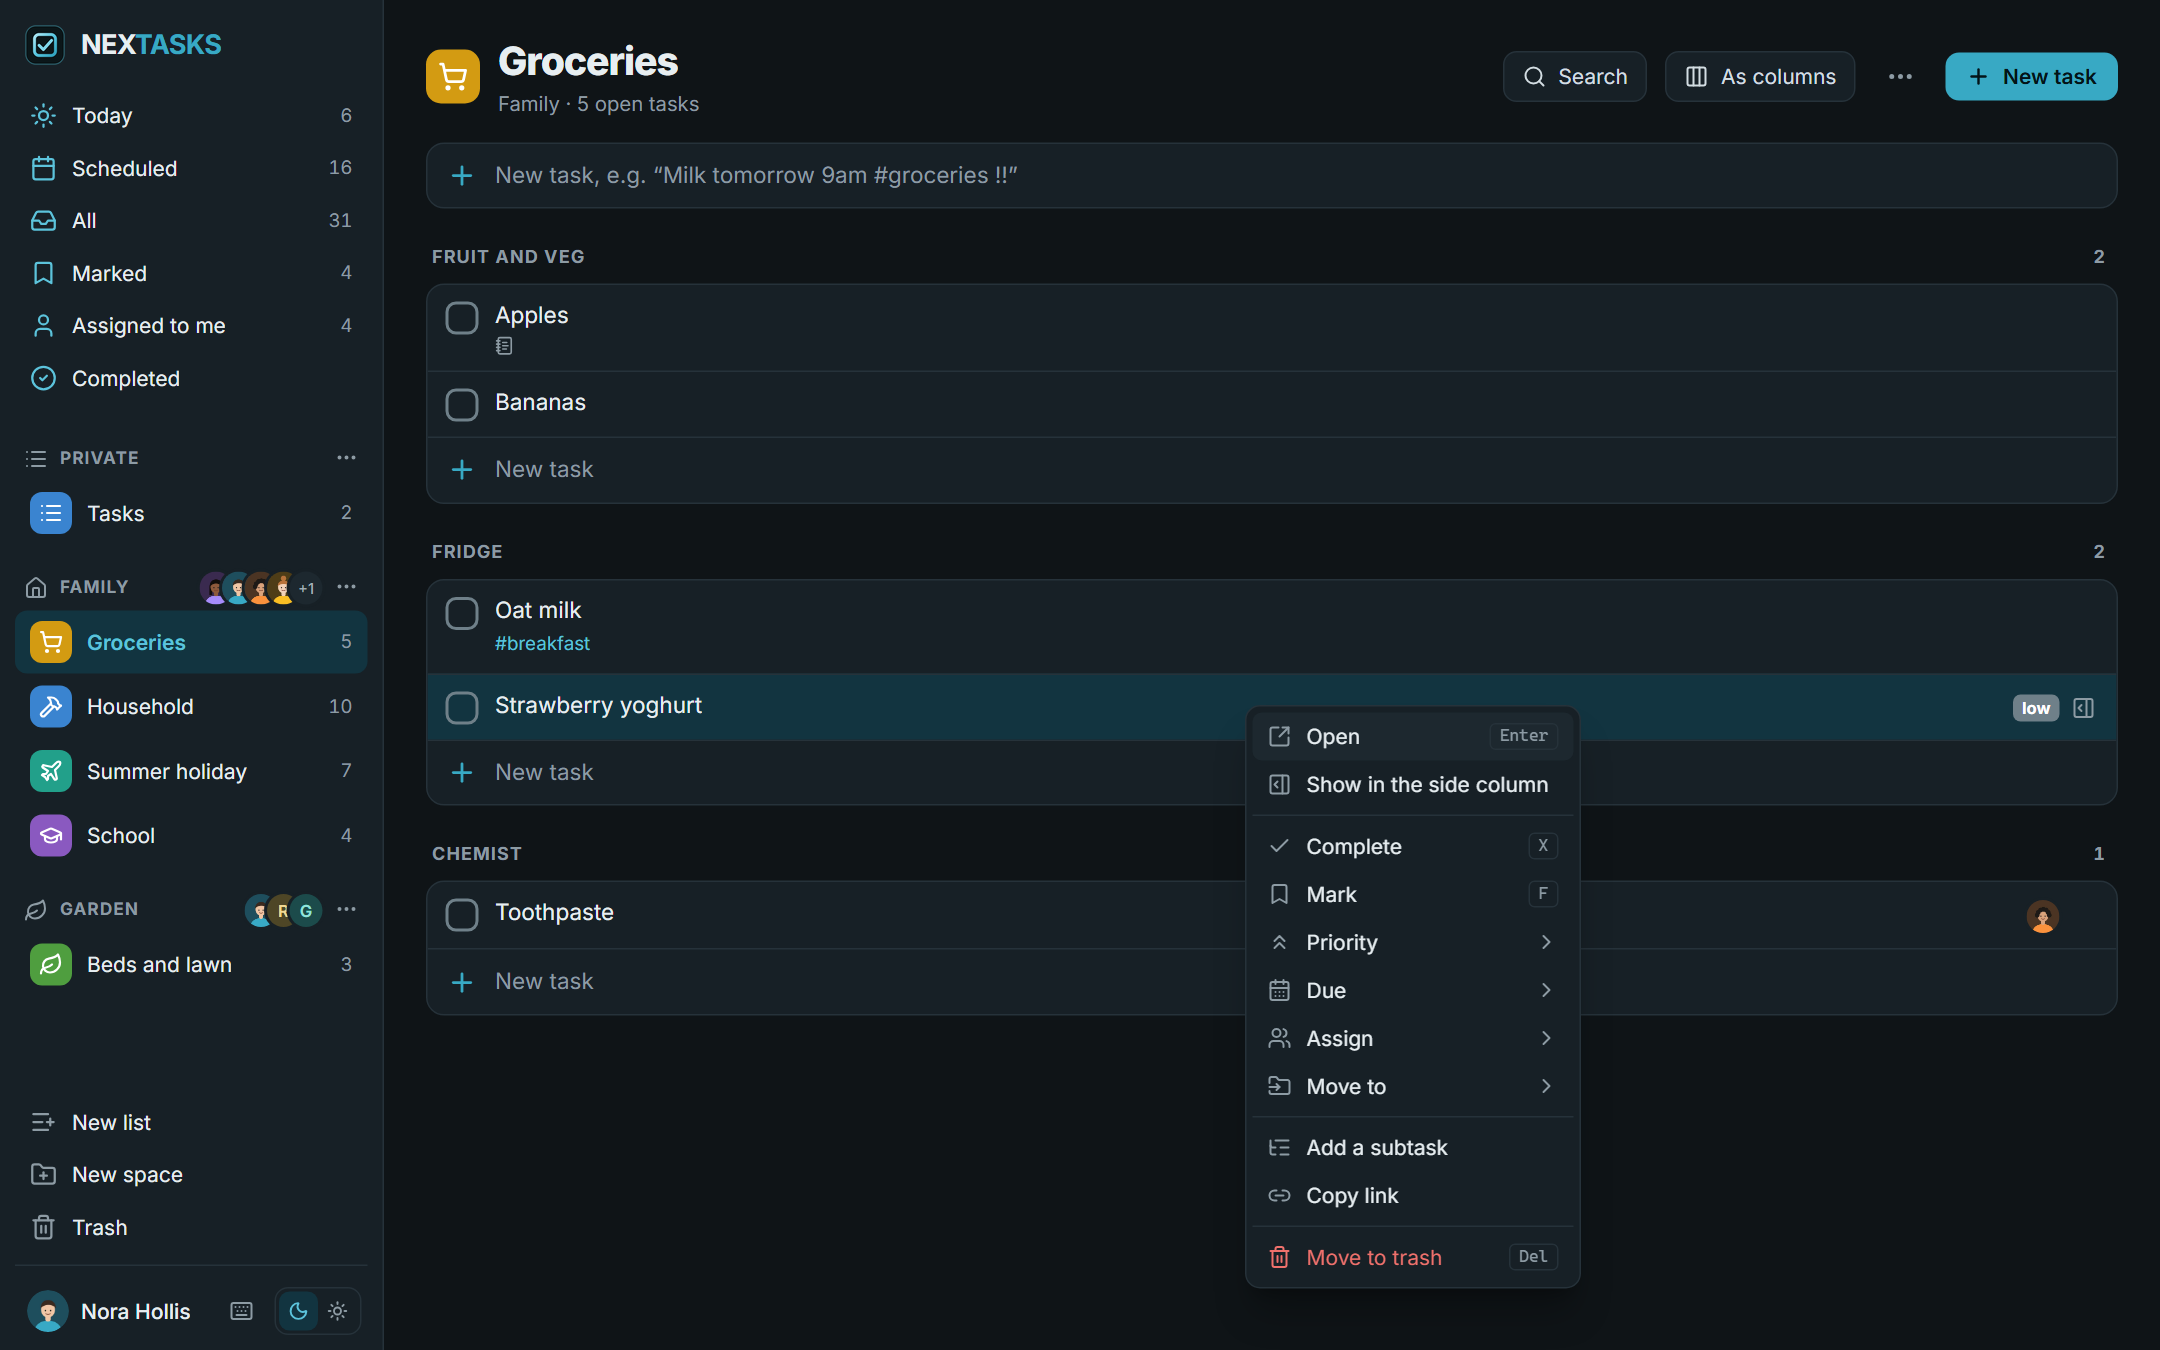 NEXTASKS
Today 6
Scheduled 16
All 31
Marked 4
Assigned to me 4
Completed
PRIVATE
Tasks 2
FAMILY +1
Groceries 5
Household 10
Summer holiday 7
School 4
GARDEN R G
Beds and lawn 3
New list
New space
Trash
Nora Hollis
Groceries
Family · 5 open tasks
Search
As columns
New task
New task, e.g. “Milk tomorrow 9am #groceries !!”
FRUIT AND VEG 2
Apples
Bananas
New task
FRIDGE 2
Oat milk
#breakfast
Strawberry yoghurt low
New task
CHEMIST 1
Toothpaste
New task
Open Enter
Show in the side column
Complete X
Mark F
Priority
Due
Assign
Move to
Add a subtask
Copy link
Move to trash Del